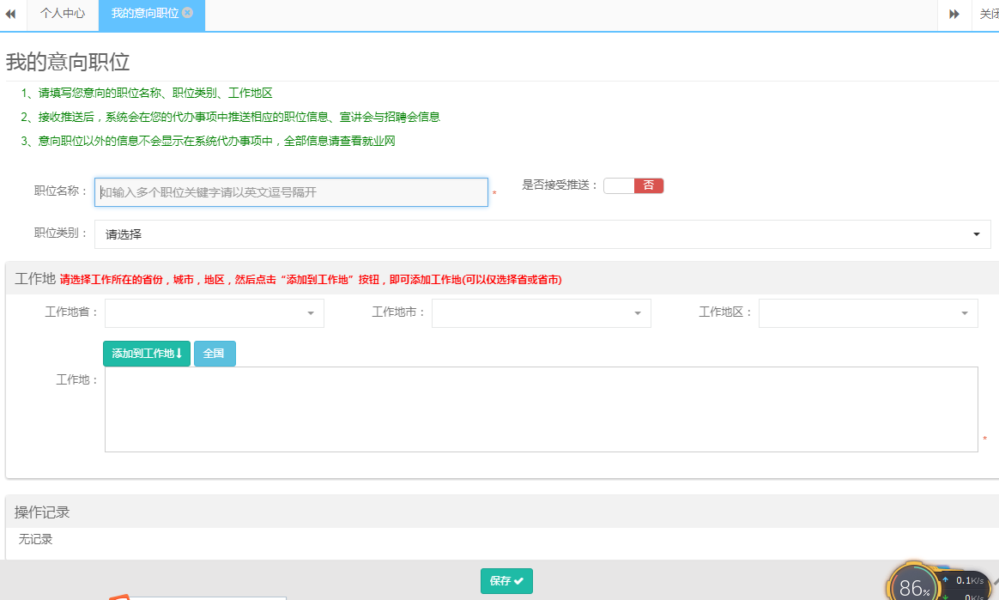 个人中心 我的意向职位 关闭
我的意向职位
1、请填写您意向的职位名称、职位类别、工作地区
2、接收推送后，系统会在您的代办事项中推送相应的职位信息、宣讲会与招聘会信息
3、意向职位以外的信息不会显示在系统代办事项中，全部信息请查看就业网
职位名称： 如输入多个职位关键字请以英文逗号隔开 * 是否接受推送： 否
职位类别： 请选择
工作地 请选择工作所在的省份，城市，地区，然后点击“添加到工作地”按钮，即可添加工作地(可以仅选择省或省市)
工作地省： 工作地市： 工作地区：
添加到工作地 全国
工作地： *
操作记录
无记录
保存
86% 0.1K/s
0K/s